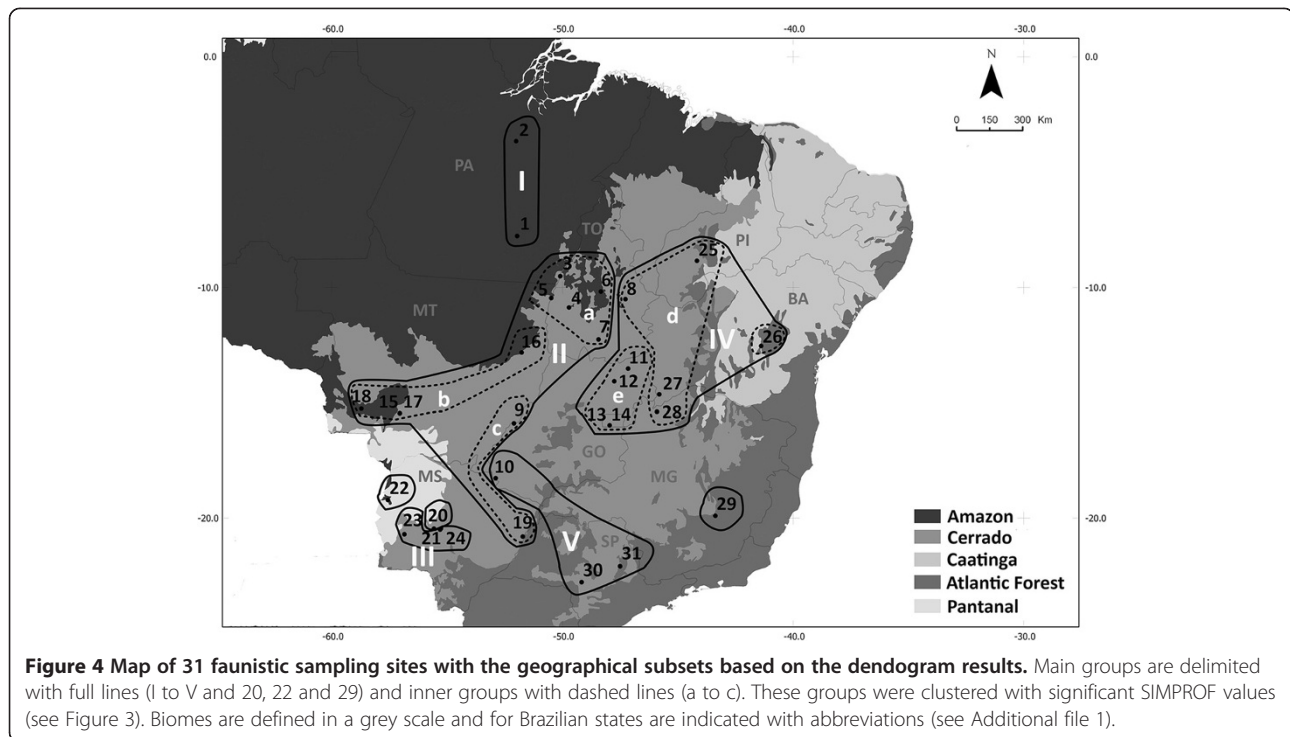 -60.0 -50.0 -40.0 -30.0
0.0 0.0
N
0 150 300 Km
2
PA
I
1
TO
PI
25
3
6
-10.0 -10.0
5
8
4
MT
a
d
BA
7
IV
26
16
II
11
12
27
18
15 17
b
e
13 14
28
9
c
GO
10
MS
MG
22
29
20
-20.0 -20.0
23
19
21 24
V
SP
III
31
30
Amazon
Cerrado
Caatinga
Atlantic Forest
Pantanal
-60.0 -50.0 -40.0 -30.0
Figure 4 Map of 31 faunistic sampling sites with the geographical subsets based on the dendogram results. Main groups are delimited
with full lines (I to V and 20, 22 and 29) and inner groups with dashed lines (a to c). These groups were clustered with significant SIMPROF values
(see Figure 3). Biomes are defined in a grey scale and for Brazilian states are indicated with abbreviations (see Additional file 1).